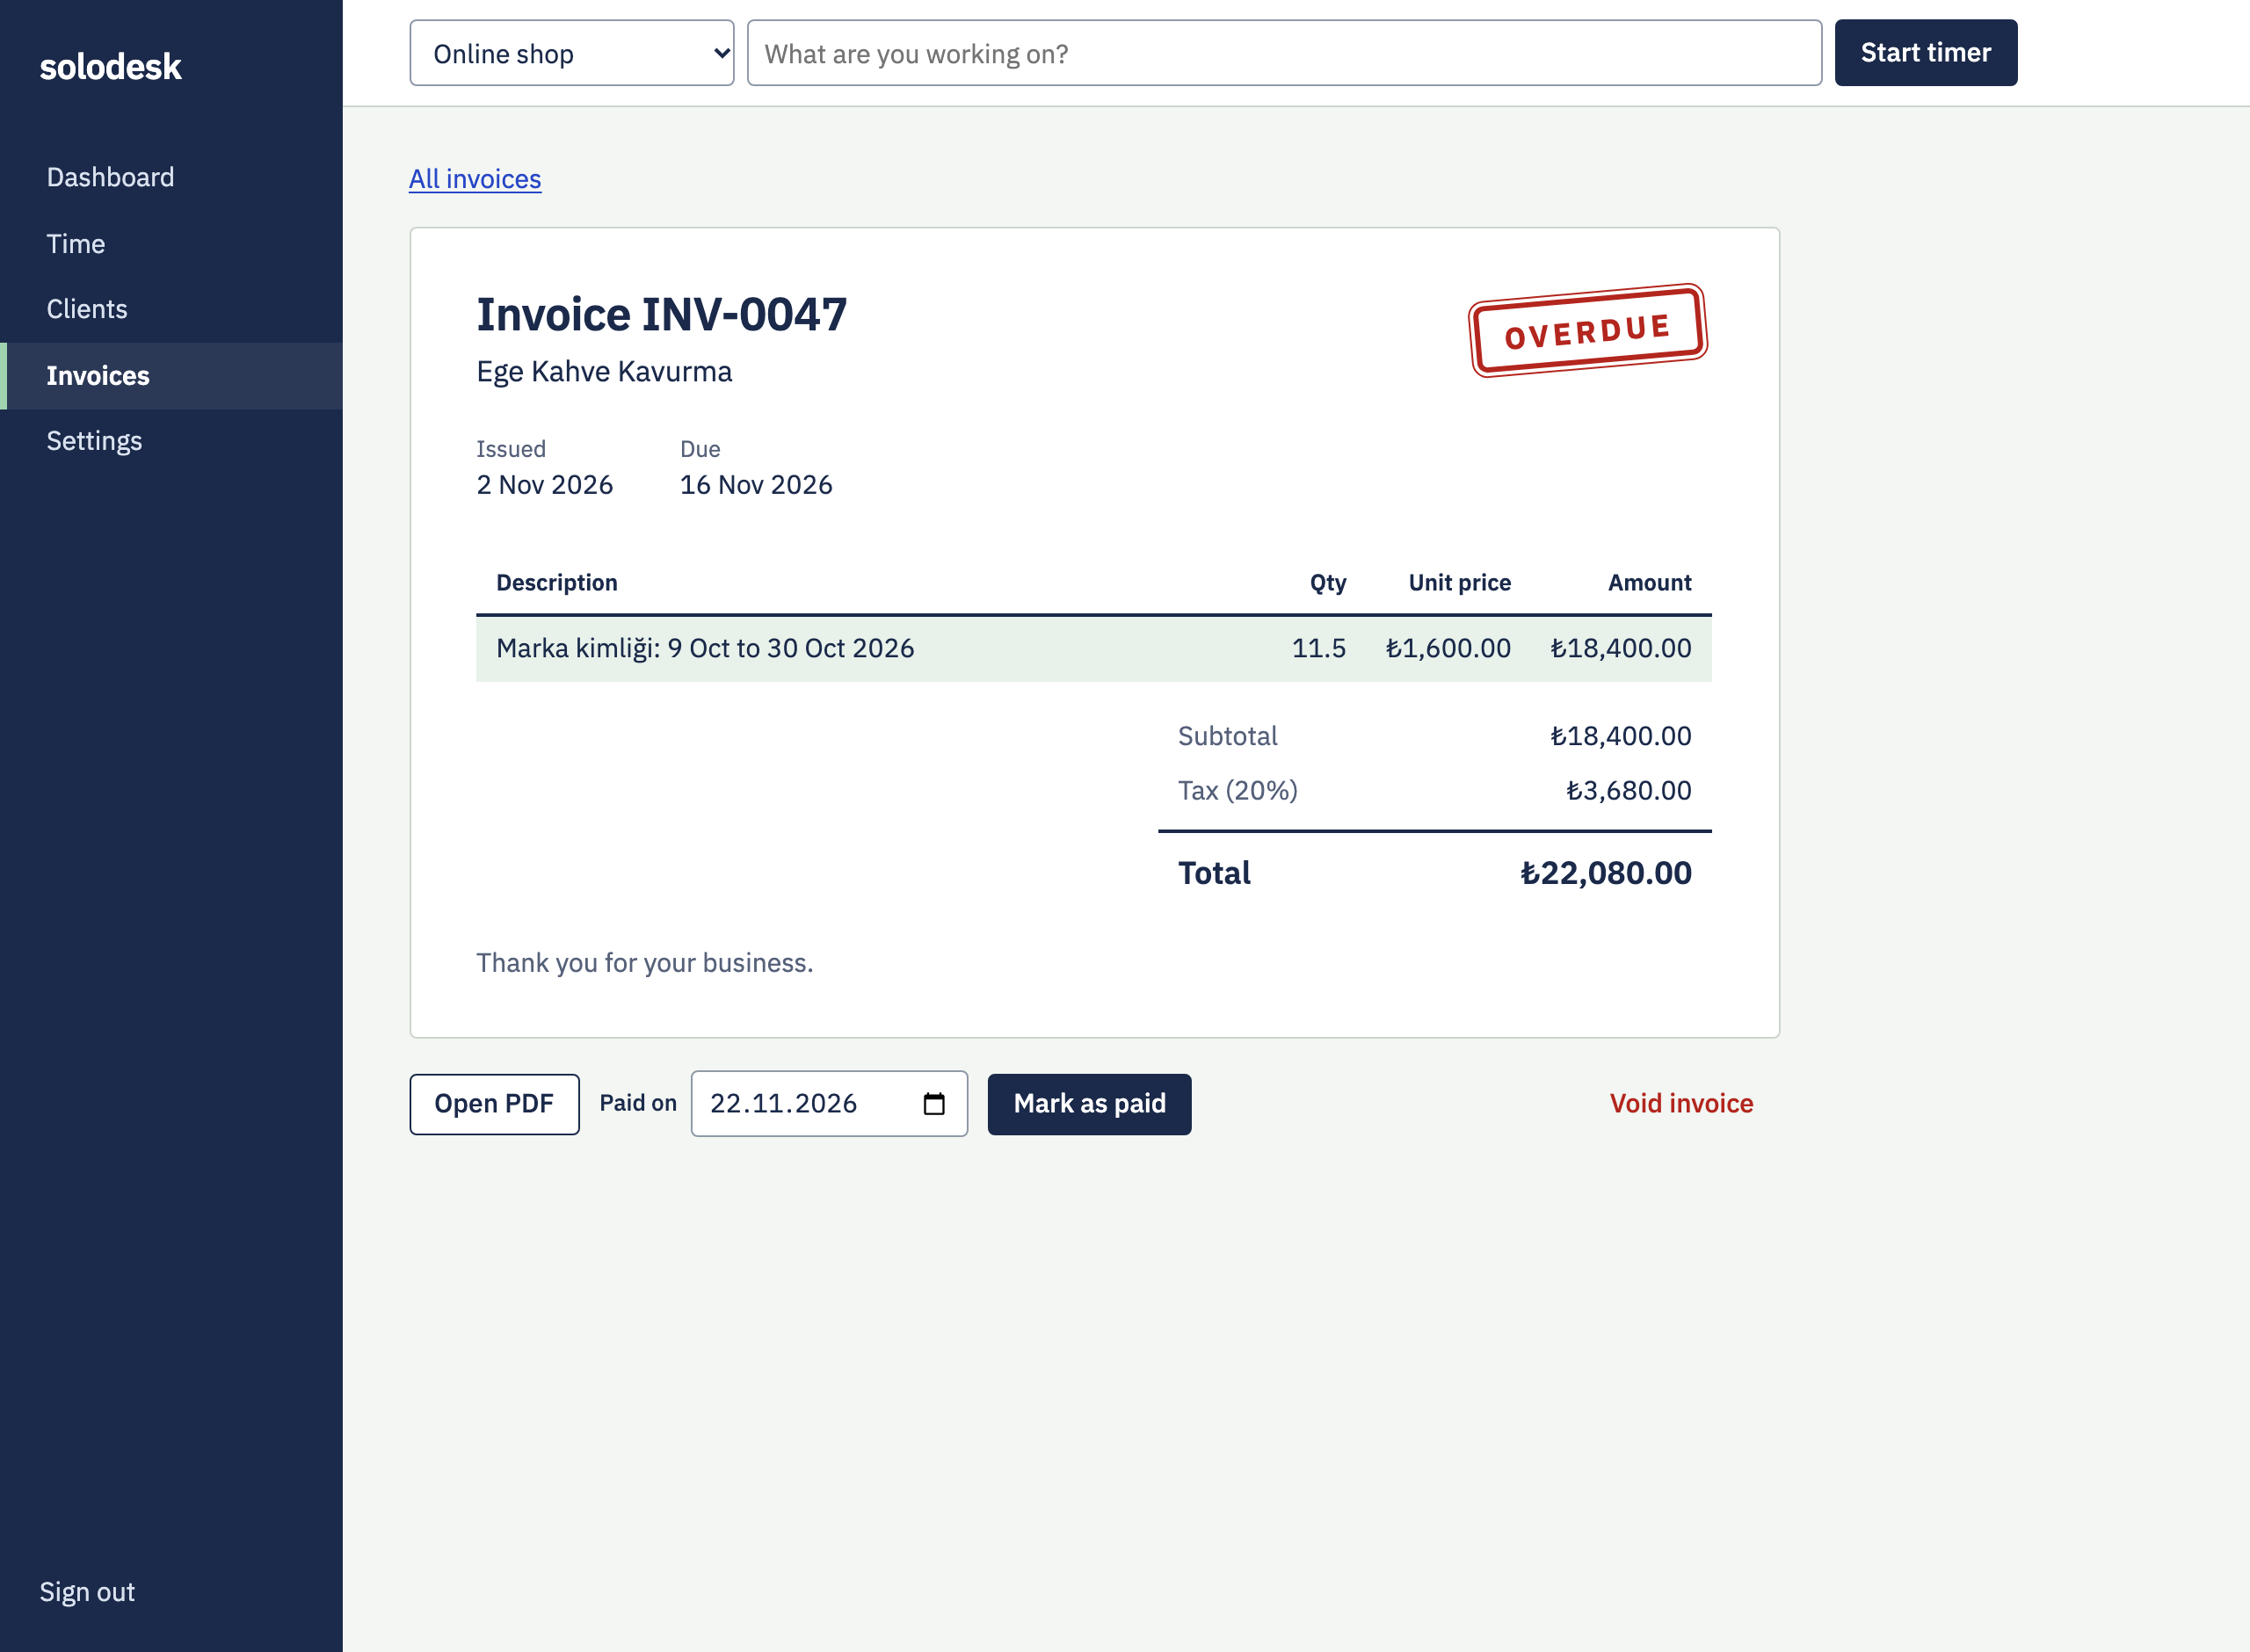 solodesk
Dashboard
Time
Clients
Invoices
Settings
Sign out
Online shop
What are you working on?
Start timer
All invoices
Invoice INV-0047
OVERDUE
Ege Kahve Kavurma
Issued Due
2 Nov 2026 16 Nov 2026
Description Qty Unit price Amount
Marka kimliği: 9 Oct to 30 Oct 2026 11.5 ₺1,600.00 ₺18,400.00
Subtotal ₺18,400.00
Tax (20%) ₺3,680.00
Total ₺22,080.00
Thank you for your business.
Open PDF Paid on 22.11.2026 Mark as paid Void invoice